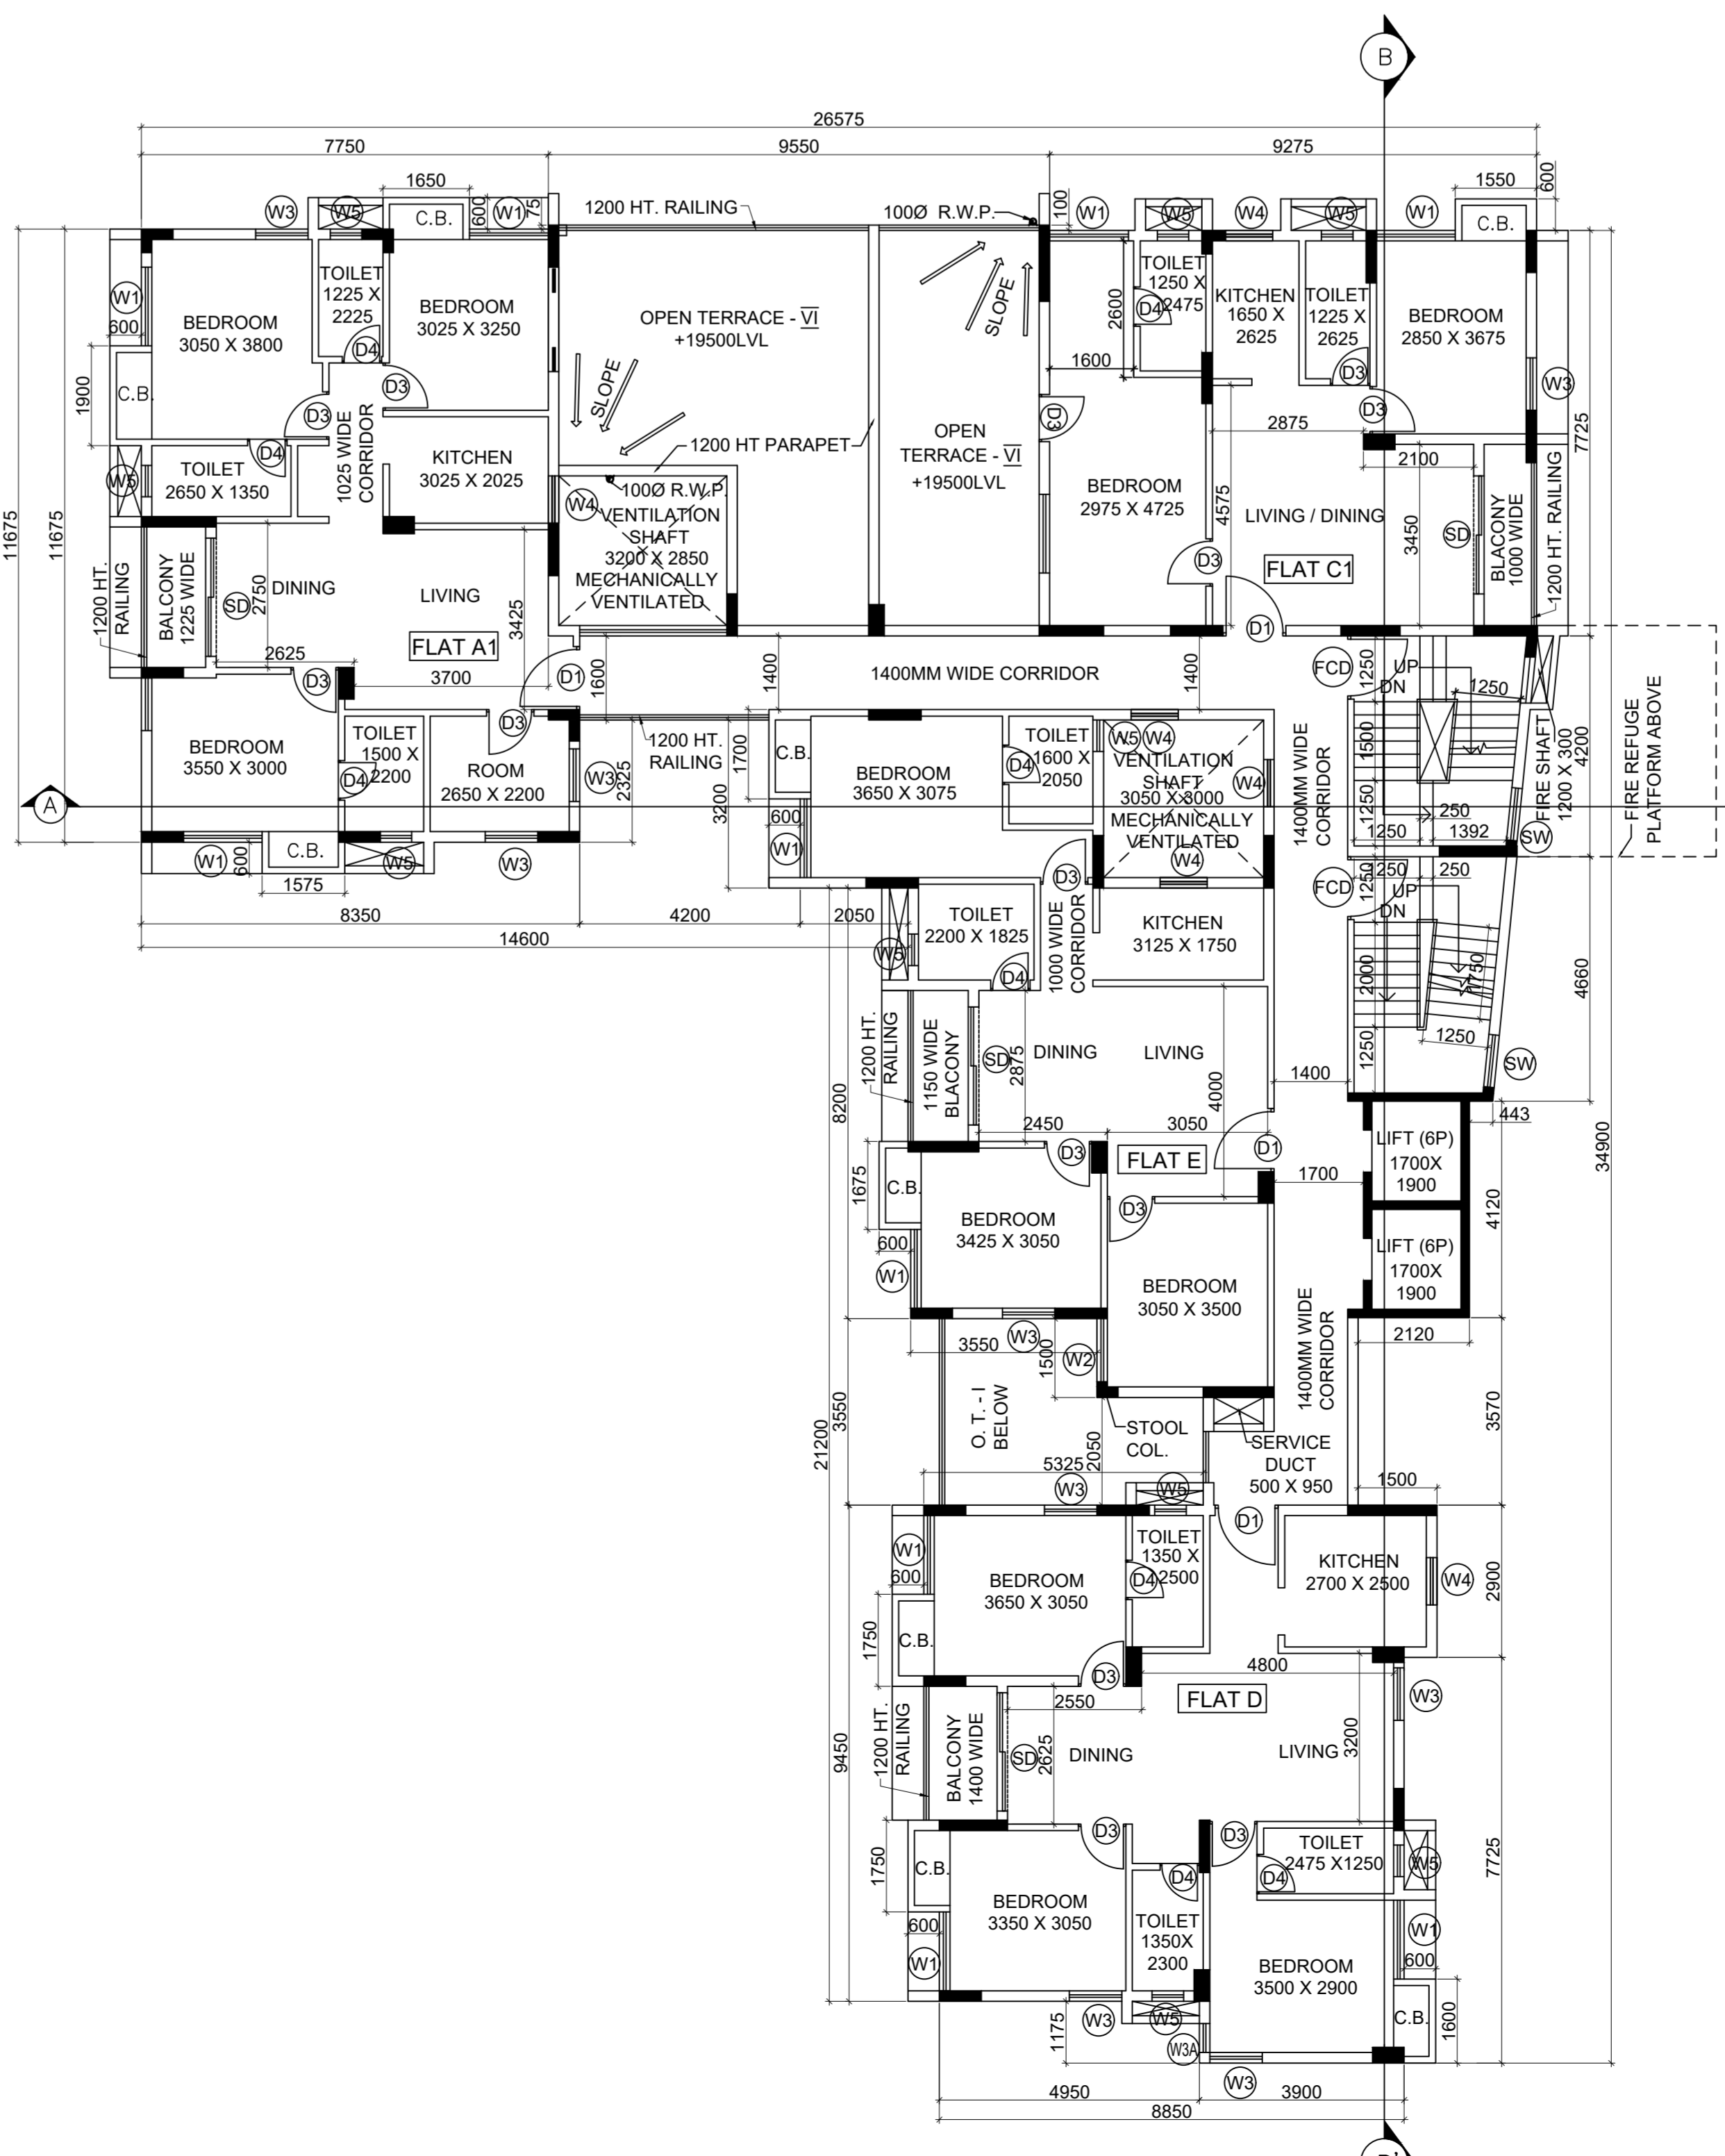 B
26575
7750
9550
9275
1650
600
75
1550
600
W3
W5
C.B.
W1
1200 HT. RAILING
100Ø R.W.P.
100
W1
W5
W4
W5
W1
C.B.
11675
11675
W1
600
BEDROOM
3050 X 3800
TOILET
1225 X
2225
D4
BEDROOM
3025 X 3250
OPEN TERRACE - VI
+19500LVL
SLOPE
SLOPE
2600
TOILET
1250 X
2475
D4
KITCHEN
1650 X
2625
TOILET
1225 X
2625
D3
BEDROOM
2850 X 3675
W3
1600
C.B.
1900
D3
D3
1025 WIDE
CORRIDOR
1200 HT PARAPET
OPEN
TERRACE - VI
+19500LVL
D3
2875
D3
7725
D4
TOILET
2650 X 1350
W5
KITCHEN
3025 X 2025
W4
100Ø R.W.P.
VENTILATION
SHAFT
3200 X 2850
MECHANICALLY
VENTILATED
BEDROOM
2975 X 4725
4575
LIVING / DINING
2100
3450
SD
BLACONY
1000 WIDE
1200 HT. RAILING
FLAT C1
D3
1200 HT.
RAILING
BALCONY
1225 WIDE
SD
2750
DINING
LIVING
3425
FLAT A1
2625
D3
3700
D1
1600
1400
1400MM WIDE CORRIDOR
1400
D1
FCD
1250
UP
DN
1250
FIRE SHAFT
1200 X 300
4200
FIRE REFUGE
PLATFORM ABOVE
BEDROOM
3550 X 3000
TOILET
1500 X
2200
D4
D3
ROOM
2650 X 2200
W3
2325
1200 HT.
RAILING
3200
1700
C.B.
BEDROOM
3650 X 3075
TOILET
1600 X
2050
D4
W5
W4
VENTILATION
SHAFT
3050 X 3000
MECHANICALLY
VENTILATED
W4
W4
1400MM WIDE
CORRIDOR
1500
1250
250
1250
1392
SW
A
W1
600
C.B.
1575
W5
W3
600
W1
D3
FCD
1250
1250
250
UP
DN
8350
4200
2050
14600
TOILET
2200 X 1825
W5
D4
1000 WIDE
CORRIDOR
KITCHEN
3125 X 1750
2000
1750
4660
1250
1250
SW
1200 HT.
RAILING
1150 WIDE
BLACONY
SD
2875
DINING
LIVING
4000
1400
8200
2450
3050
D3
FLAT E
D1
443
LIFT (6P)
1700X
1900
34900
1675
C.B.
1700
4120
BEDROOM
3425 X 3050
D3
600
W1
BEDROOM
3050 X 3500
LIFT (6P)
1700X
1900
1400MM WIDE
CORRIDOR
3550
W3
1500
W2
2120
21200
3550
O. T. - I
BELOW
STOOL
COL.
2050
5325
SERVICE
DUCT
500 X 950
3570
1500
W3
W5
D1
W1
600
BEDROOM
3650 X 3050
TOILET
1350 X
2500
D4
KITCHEN
2700 X 2500
W4
2900
1750
C.B.
D3
4800
2550
FLAT D
W3
1200 HT.
RAILING
BALCONY
1400 WIDE
SD
2625
DINING
LIVING
3200
9450
D3
D3
TOILET
2475 X1250
W5
7725
1750
C.B.
D4
D4
BEDROOM
3350 X 3050
TOILET
1350X
2300
W1
600
600
W1
BEDROOM
3500 X 2900
C.B.
1600
1175
W3
W5
W3A
W3
4950
3900
8850